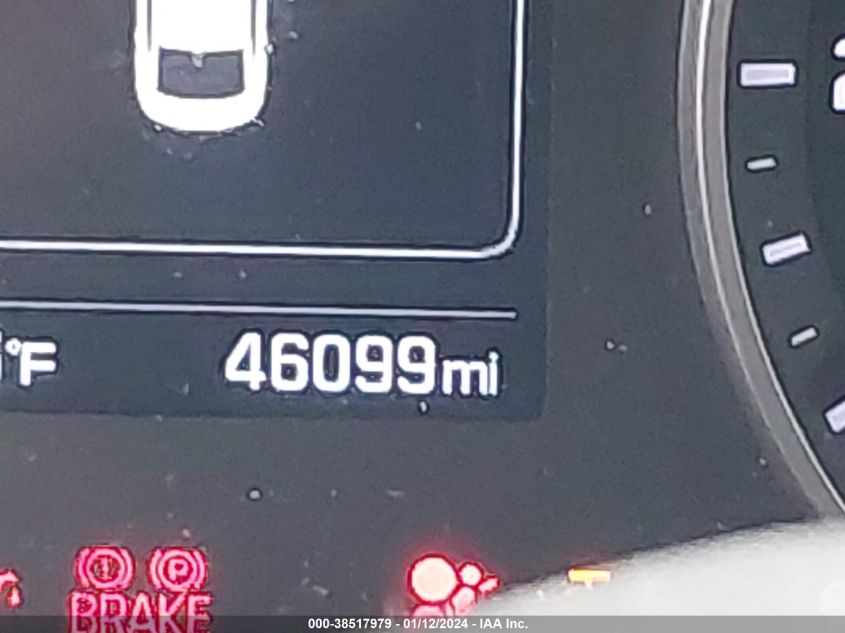 °F 46099mi
BRAKE
000-38517979 - 01/12/2024 - IAA Inc.